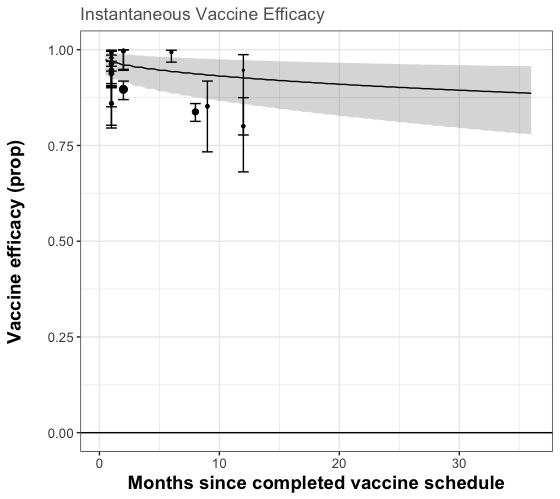 Instantaneous Vaccine Efficacy
1.00
0.75
0.50
0.25
0.00
Vaccine efficacy (prop)
0 10 20 30
Months since completed vaccine schedule